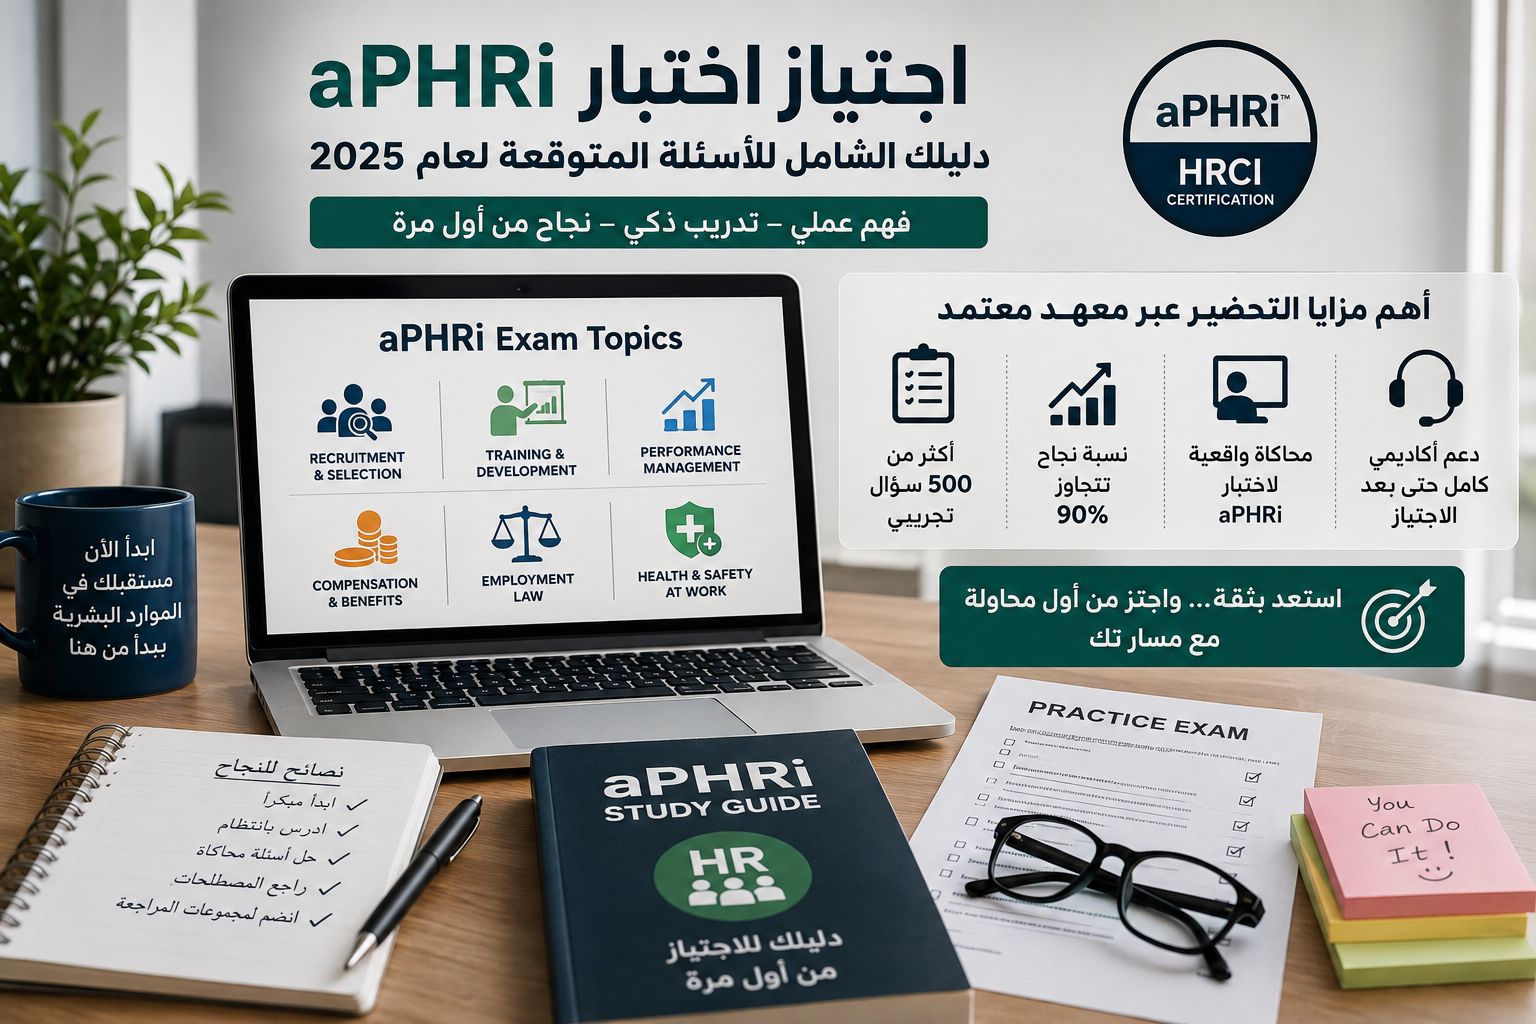 اجتياز اختبار aPHRi
دليلك الشامل للأسئلة المتوقعة لعام 2025
فهم عملي – تدريب ذكي – نجاح من أول مرة
aPHRi™
HRCI
CERTIFICATION
أهم مزايا التحضير عبر معهد معتمد
دعم أكاديمي
كامل حتى بعد
الاجتياز
محاكاة واقعية
لاختبار
aPHRi
نسبة نجاح
تتجاوز
90%
أكثر من
500 سؤال
تجريبي
استعد بثقة... واجتز من أول محاولة
مع مسار تك
aPHRi Exam Topics
RECRUITMENT
& SELECTION
TRAINING &
DEVELOPMENT
PERFORMANCE
MANAGEMENT
COMPENSATION
& BENEFITS
EMPLOYMENT
LAW
HEALTH & SAFETY
AT WORK
ابدأ الأن
مستقبلك في
الموارد البشرية
يبدأ من هنا
نصائح للنجاح
ابدأ مبكراً
ادرس بانتظام
حل أسئلة محاكاة
راجع المصطلحات
انضم لمجموعات المراجعة
aPHRi
STUDY GUIDE
HR
دليلك للاجتياز
من أول مرة
PRACTICE EXAM
You
Can Do
It!